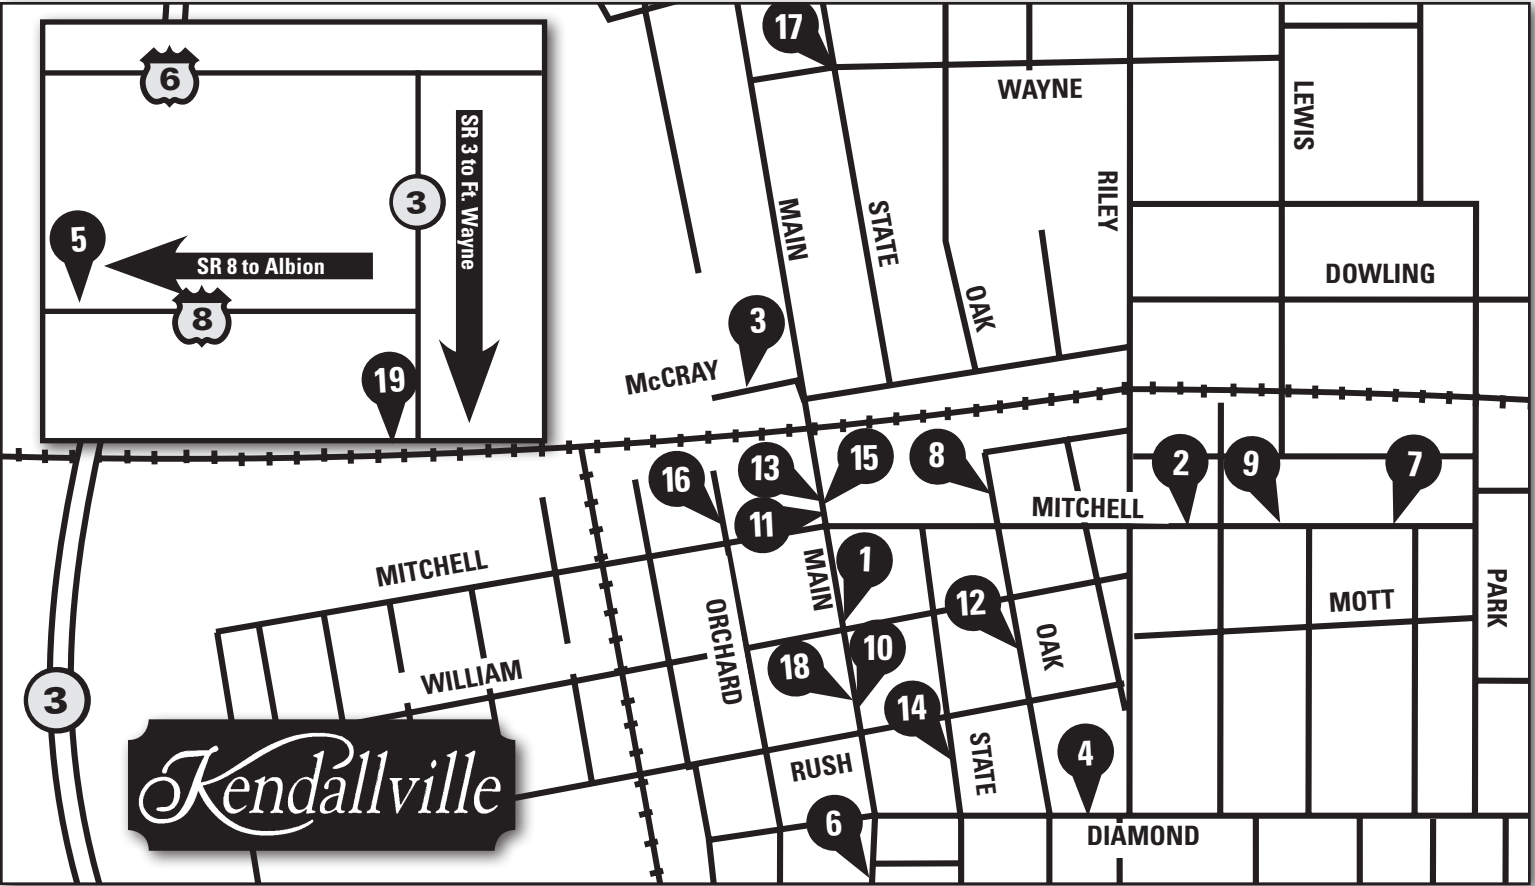 17
6
WAYNE
LEWIS
SR 3 to Ft. Wayne
3
RILEY
MAIN
STATE
5
SR 8 to Albion
DOWLING
OAK
8
3
19
McCRAY
13
15
8
2
9
7
16
11
MITCHELL
MITCHELL
MAIN
1
ORCHARD
12
MOTT
PARK
OAK
WILLIAM
18
10
3
14
Kendallville
RUSH
STATE
4
6
DIAMOND